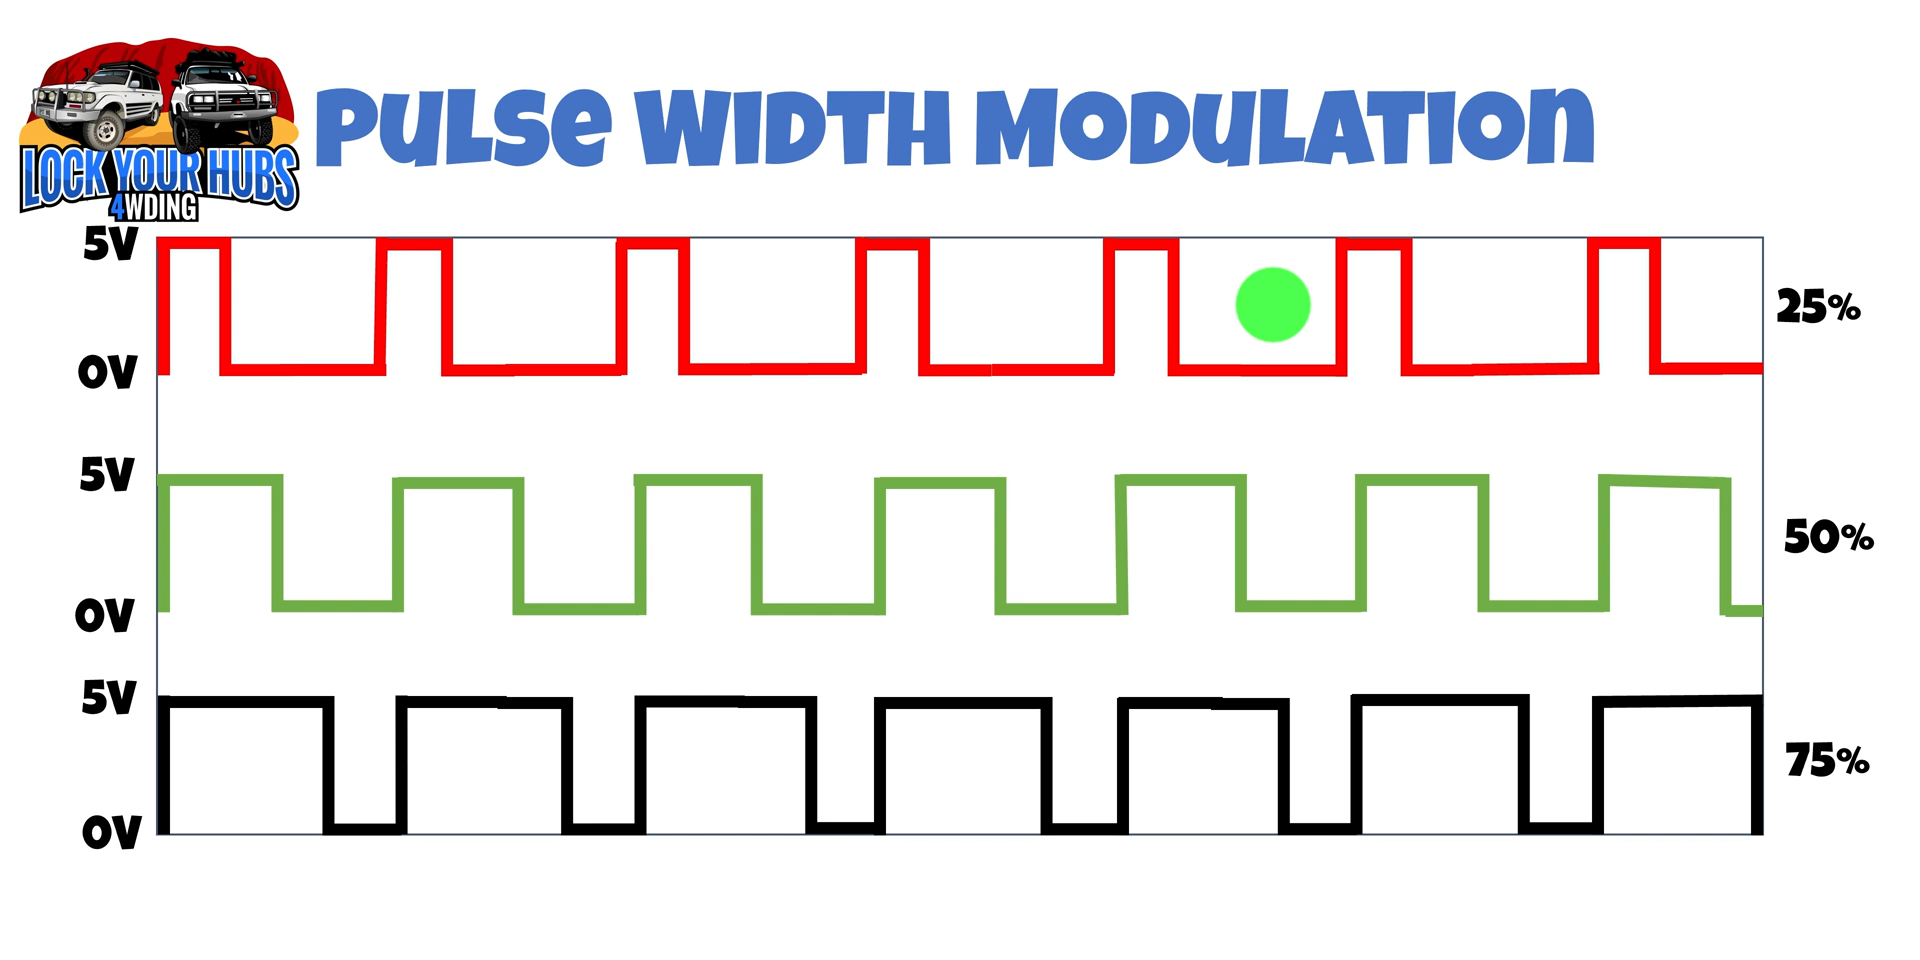 LOCK YOUR HUBS
4WDING
Pulse Width Modulation
5V
0V
25%
5V
0V
50%
5V
0V
75%